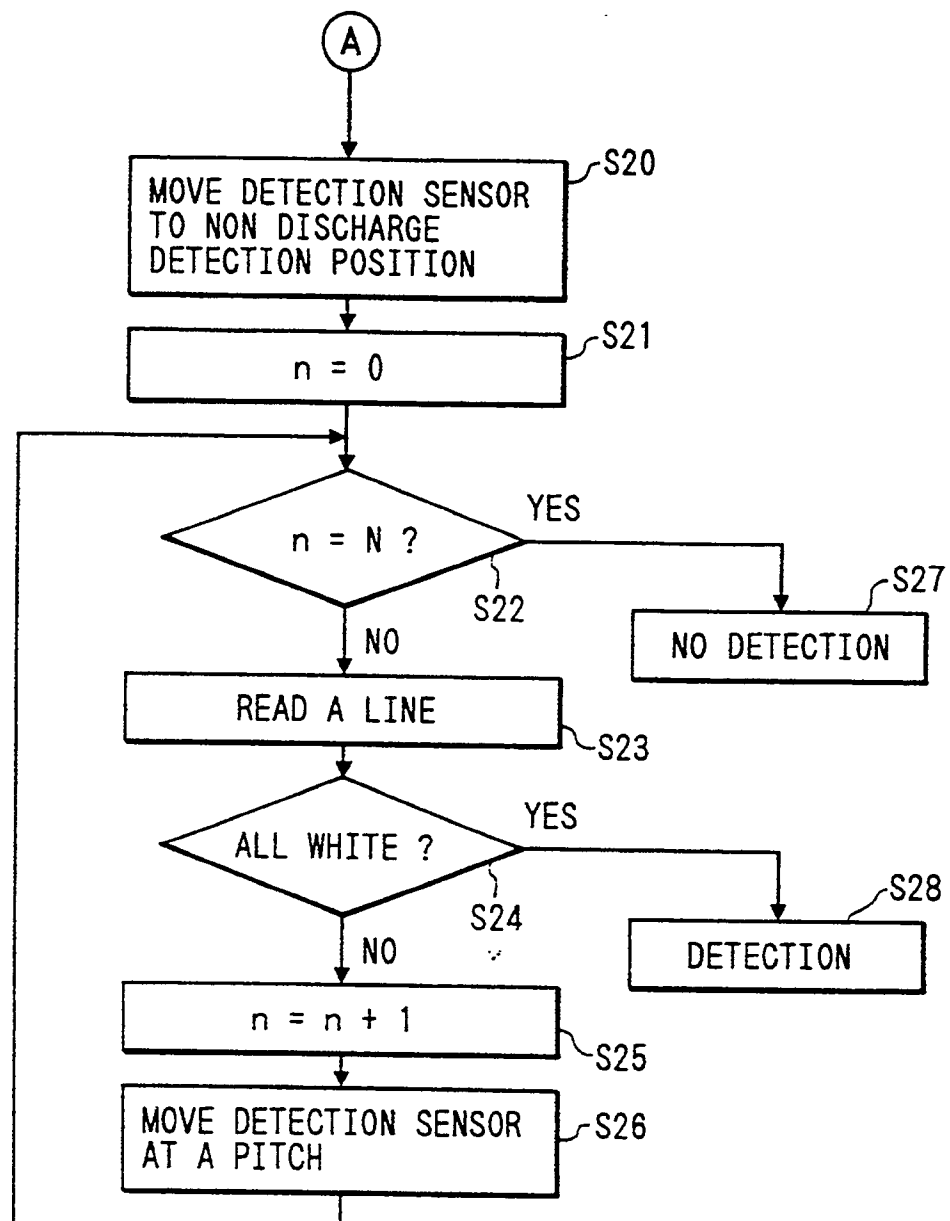 A
S20
MOVE DETECTION SENSOR
TO NON DISCHARGE
DETECTION POSITION
S21
n = 0
n = N ?
YES
S22
S27
NO DETECTION
NO
READ A LINE
S23
ALL WHITE ?
YES
S24
S28
DETECTION
NO
n = n + 1
S25
MOVE DETECTION SENSOR
AT A PITCH
S26